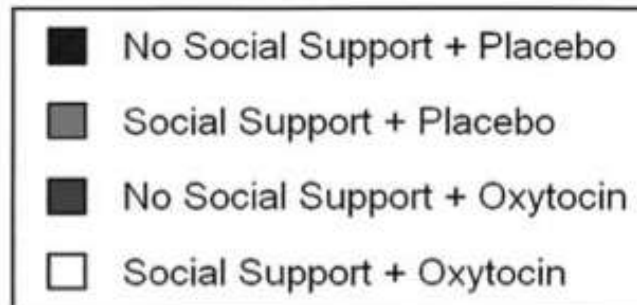 No Social Support + Placebo
Social Support + Placebo
No Social Support + Oxytocin
Social Support + Oxytocin